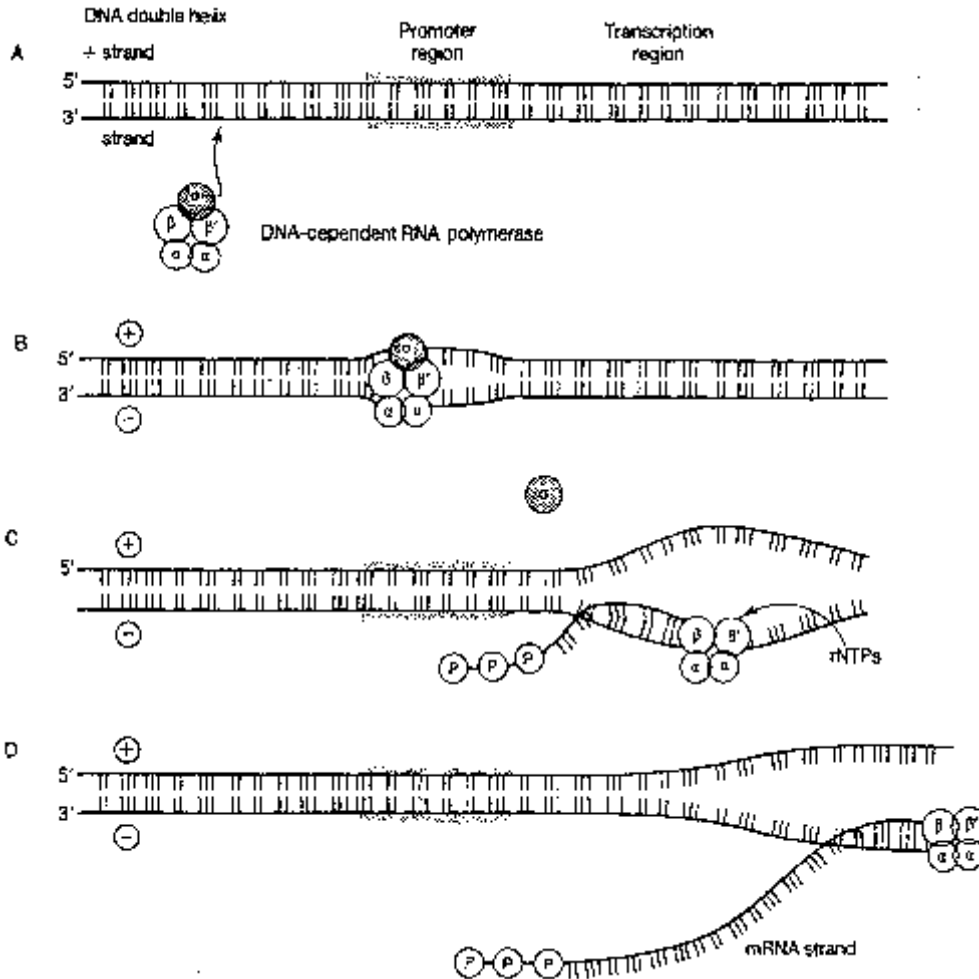 DNA double helix
A + strand Promoter region Transcription region
5'
3'
strand
σ
β β'
α α
DNA-cependent RNA polymerase
B +
5' σ
β β'
3' α α
−
σ
C +
5'
− β β'
α α rNTPs
P P P
D +
5'
3'
− β β'
α α
mRNA strand
P P P